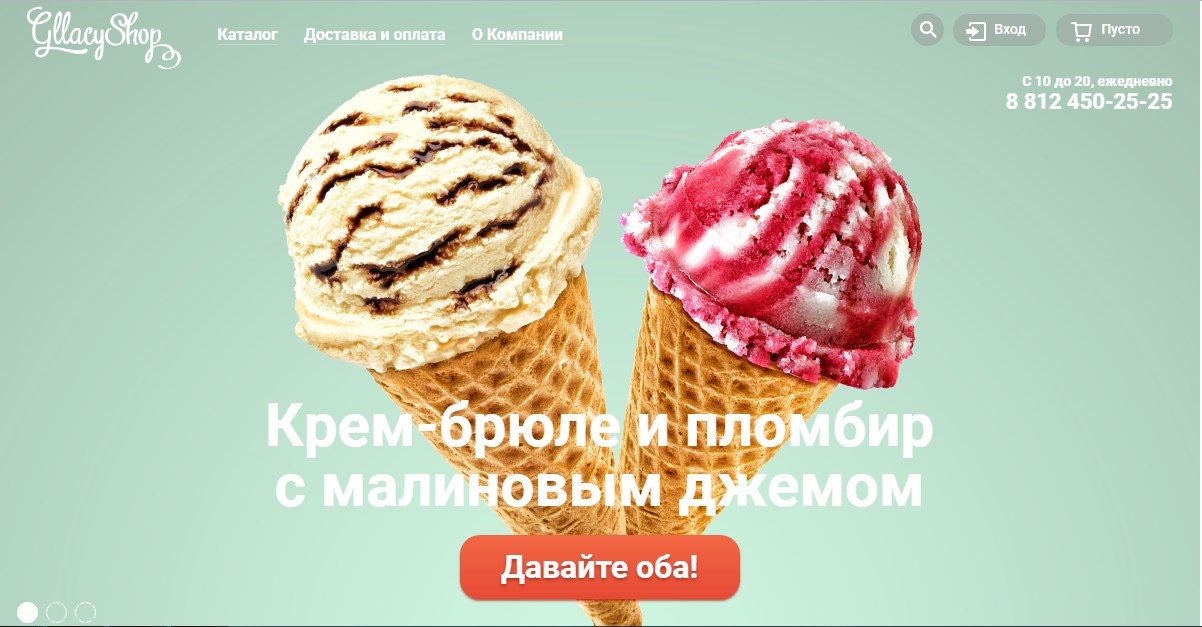 GllacyShop
Каталог
Доставка и оплата
О Компании
Вход
Пусто
С 10 до 20, ежедневно
8 812 450-25-25
Крем-брюле и пломбир
с малиновым джемом
Давайте оба!